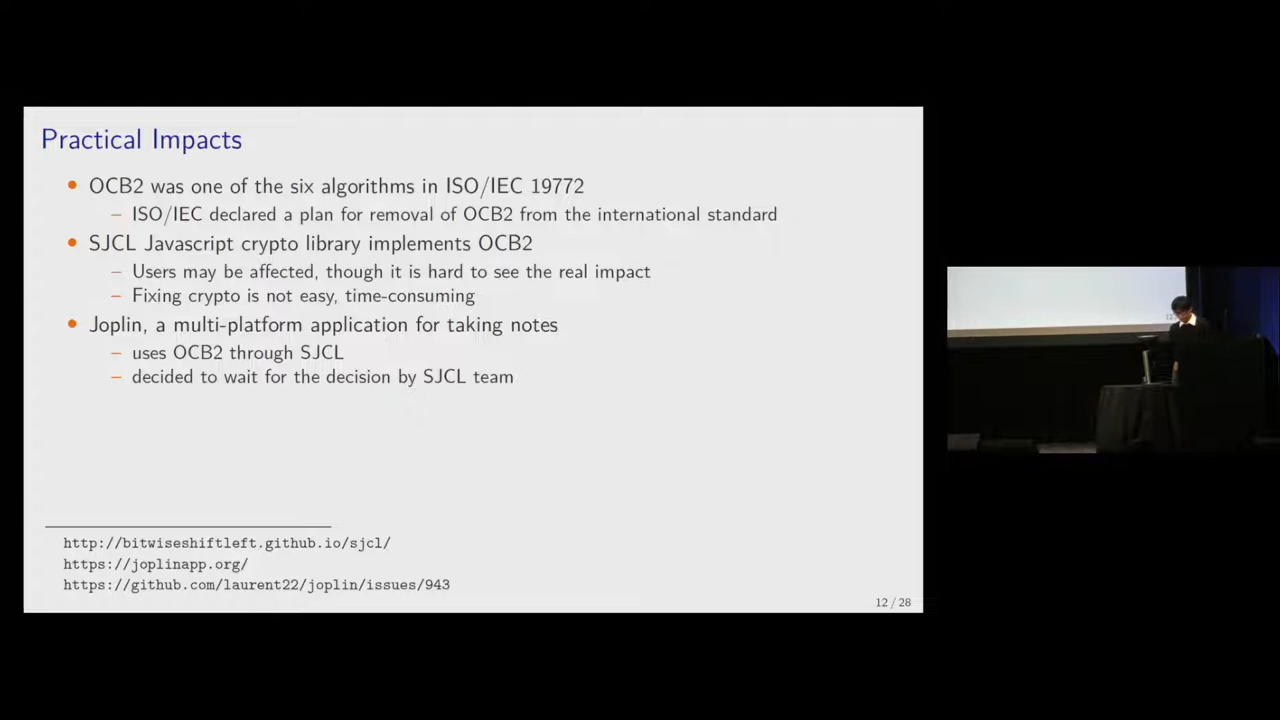 Practical Impacts
• OCB2 was one of the six algorithms in ISO/IEC 19772
– ISO/IEC declared a plan for removal of OCB2 from the international standard
• SJCL Javascript crypto library implements OCB2
– Users may be affected, though it is hard to see the real impact
– Fixing crypto is not easy, time-consuming
• Joplin, a multi-platform application for taking notes
– uses OCB2 through SJCL
– decided to wait for the decision by SJCL team
http://bitwiseshiftleft.github.io/sjcl/
https://joplinapp.org/
https://github.com/laurent22/joplin/issues/943
12 / 28